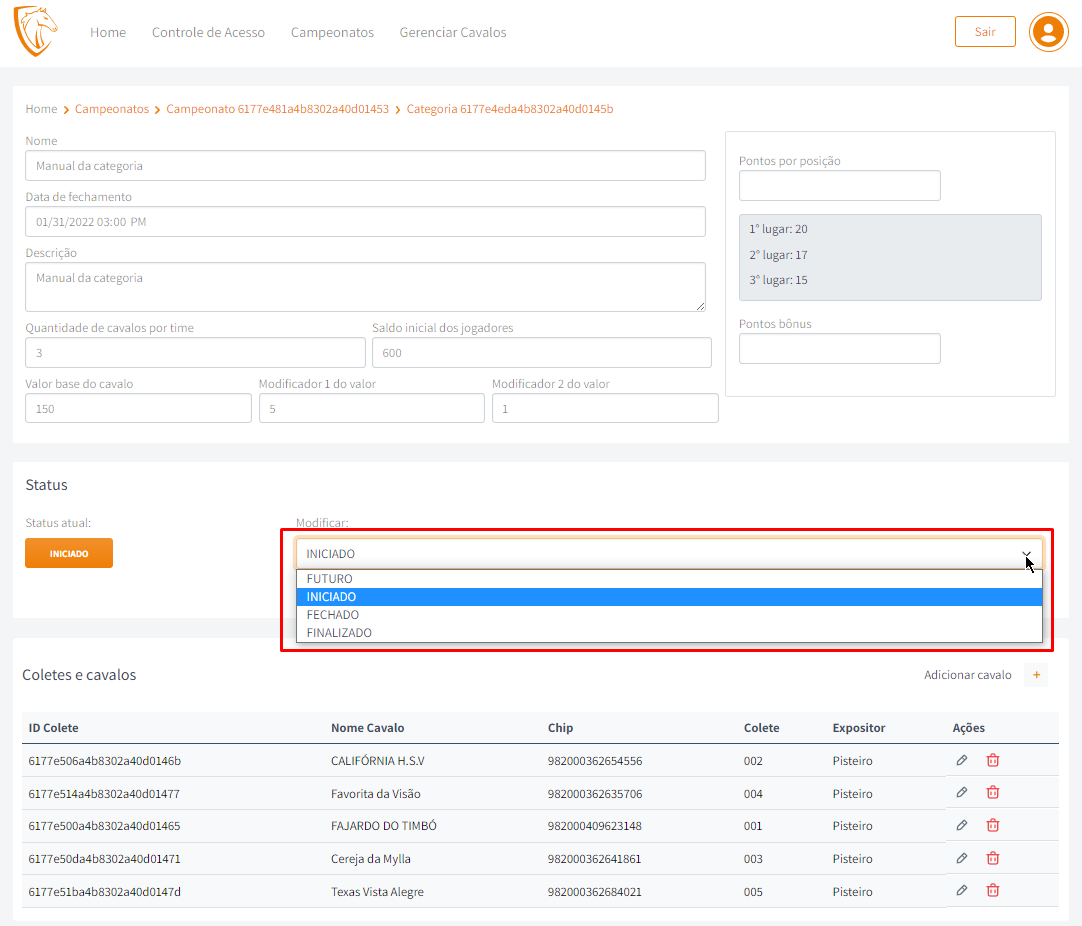 Home Controle de Acesso Campeonatos Gerenciar Cavalos Sair
Home > Campeonatos > Campeonato 6177e481a4b8302a40d01453 > Categoria 6177e4eda4b8302a40d0145b
Nome
Manual da categoria
Data de fechamento
01/31/2022 03:00 PM
Descrição
Manual da categoria
Quantidade de cavalos por time Saldo inicial dos jogadores
3 600
Valor base do cavalo Modificador 1 do valor Modificador 2 do valor
150 5 1
Pontos por posição
1° lugar: 20
2° lugar: 17
3° lugar: 15
Pontos bônus
Status
Status atual: Modificar:
INICIADO INICIADO
FUTURO
INICIADO
FECHADO
FINALIZADO
Coletes e cavalos Adicionar cavalo +
ID Colete Nome Cavalo Chip Colete Expositor Ações
6177e506a4b8302a40d0146b CALIFÓRNIA H.S.V 982000362654556 002 Pisteiro
6177e514a4b8302a40d01477 Favorita da Visão 982000362635706 004 Pisteiro
6177e500a4b8302a40d01465 FAJARDO DO TIMBÓ 982000409623148 001 Pisteiro
6177e50da4b8302a40d01471 Cereja da Mylla 982000362641861 003 Pisteiro
6177e51ba4b8302a40d0147d Texas Vista Alegre 982000362684021 005 Pisteiro